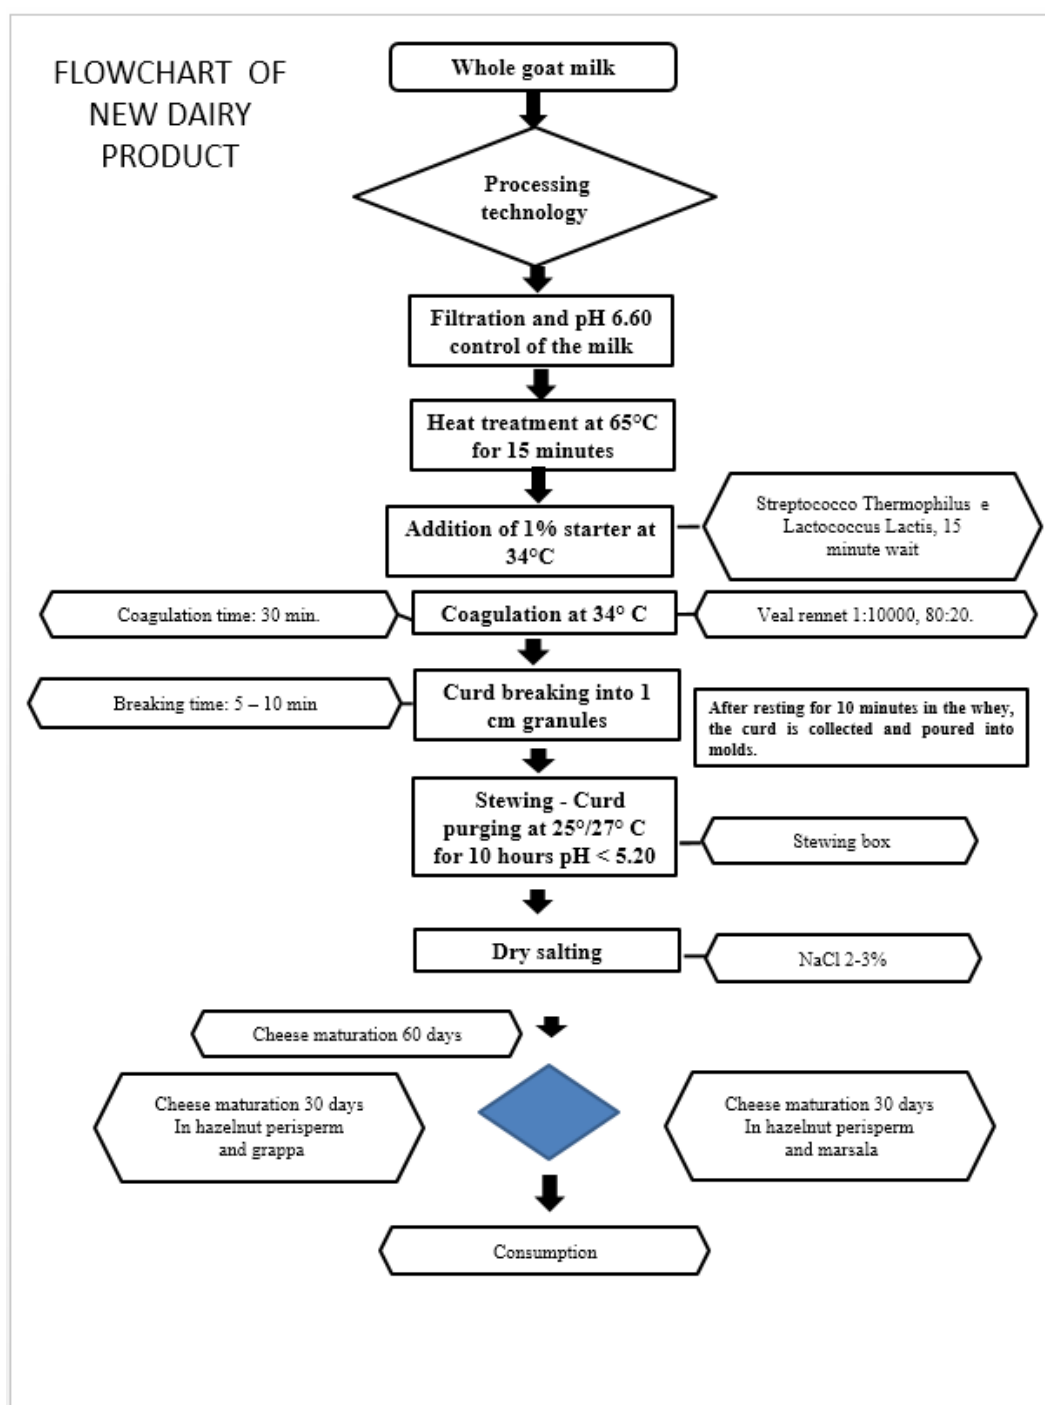 FLOWCHART OF
NEW DAIRY
PRODUCT
Whole goat milk
Processing
technology
Filtration and pH 6.60
control of the milk
Heat treatment at 65°C
for 15 minutes
Addition of 1% starter at
34°C
Streptococco Thermophilus e
Lactococcus Lactis, 15
minute wait
Coagulation time: 30 min.
Coagulation at 34° C
Veal rennet 1:10000, 80:20.
Breaking time: 5 – 10 min
Curd breaking into 1
cm granules
After resting for 10 minutes in the whey,
the curd is collected and poured into
molds.
Stewing - Curd
purging at 25°/27° C
for 10 hours pH < 5.20
Stewing box
Dry salting
NaCl 2-3%
Cheese maturation 60 days
Cheese maturation 30 days
In hazelnut perisperm
and grappa
Cheese maturation 30 days
In hazelnut perisperm
and marsala
Consumption